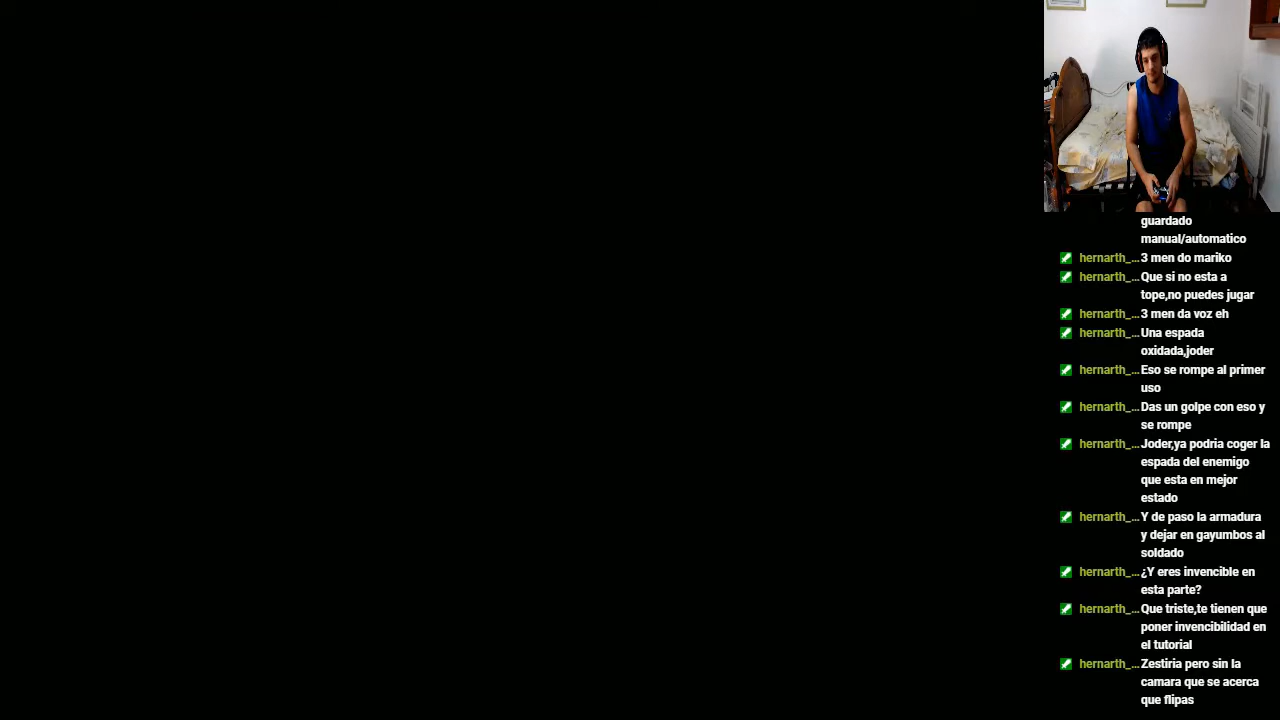 guardado
manual/automatico
hernarth_... 3 men do mariko
hernarth_... Que si no esta a
tope,no puedes jugar
hernarth_... 3 men da voz eh
hernarth_... Una espada
oxidada,joder
hernarth_... Eso se rompe al primer
uso
hernarth_... Das un golpe con eso y
se rompe
hernarth_... Joder,ya podria coger la
espada del enemigo
que esta en mejor
estado
hernarth_... Y de paso la armadura
y dejar en gayumbos al
soldado
hernarth_... ¿Y eres invencible en
esta parte?
hernarth_... Que triste,te tienen que
poner invencibilidad en
el tutorial
hernarth_... Zestiria pero sin la
camara que se acerca
que flipas